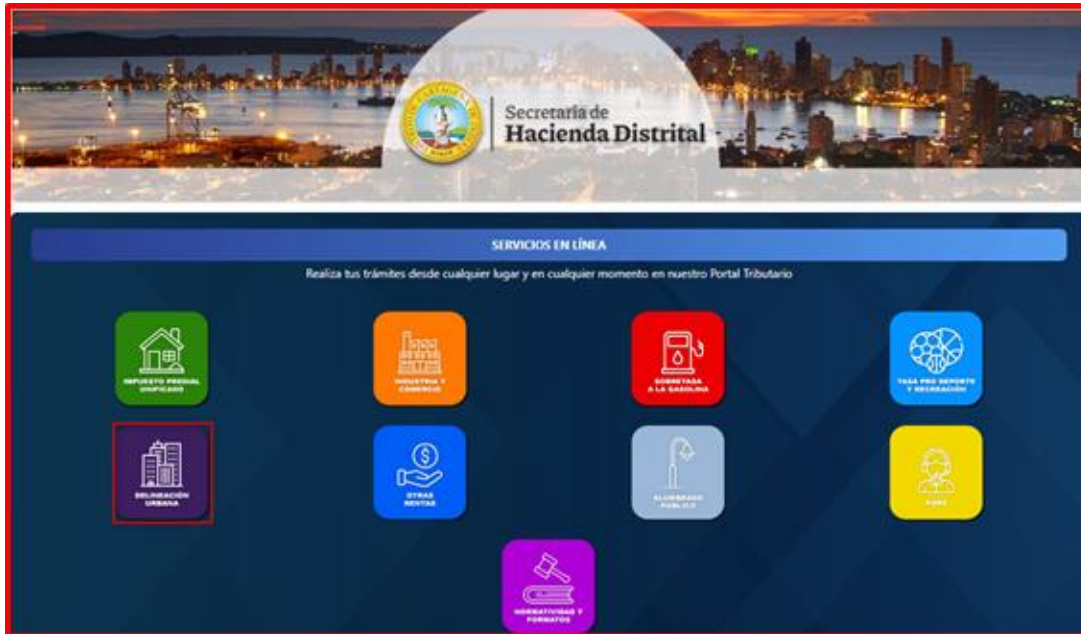 Secretaría de
Hacienda Distrital
SERVICIOS EN LÍNEA
Realiza tus trámites desde cualquier lugar y en cualquier momento en nuestro Portal Tributario
IMPUESTO PREDIAL
UNIFICADO
INDUSTRIA Y
COMERCIO
SOBRETASA
A LA GASOLINA
TASA PRO DEPORTE
Y RECREACIÓN
DELINEACIÓN
URBANA
OTRAS
RENTAS
ALUMBRADO
PÚBLICO
NORMATIVIDAD Y
FORMATOS